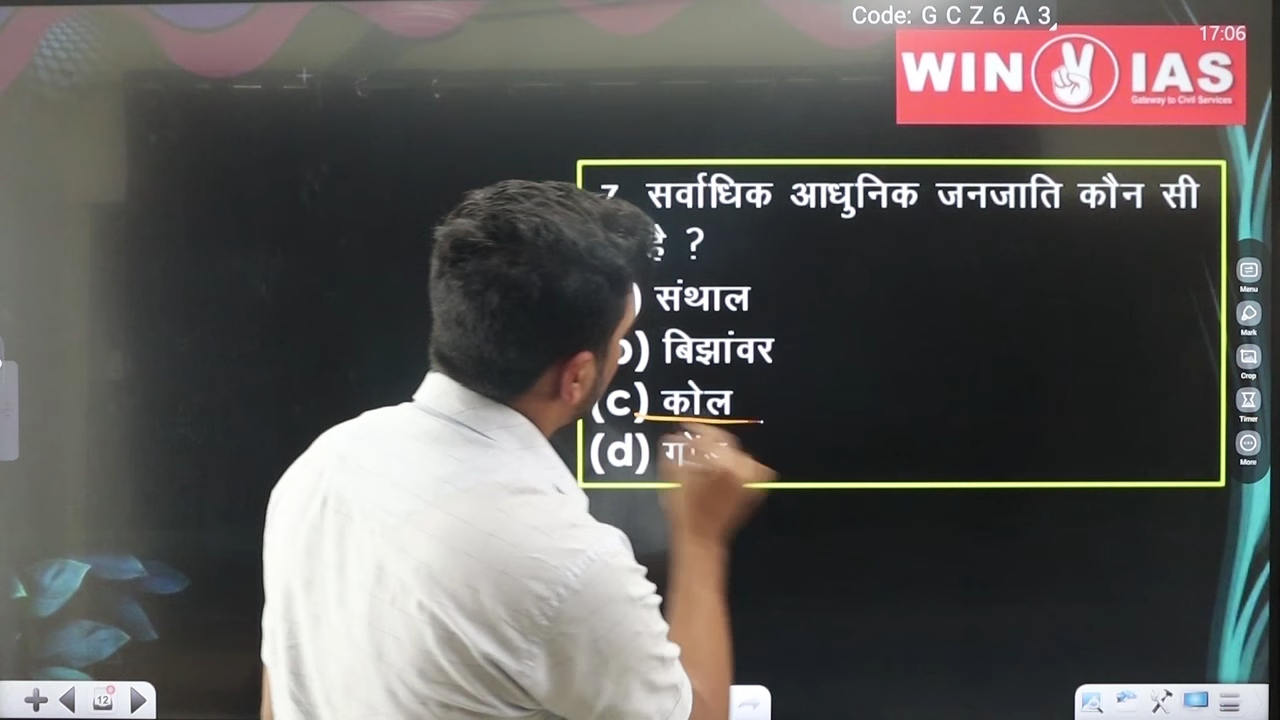 Code: G C Z 6 A 3
17:06
WIN IAS
Gateway to Civil Services
7. सर्वाधिक आधुनिक जनजाति कौन सी
है ?
) संथाल
b) बिझांवर
(c) कोल
(d)
Menu
Mark
Crop
Timer
More
12